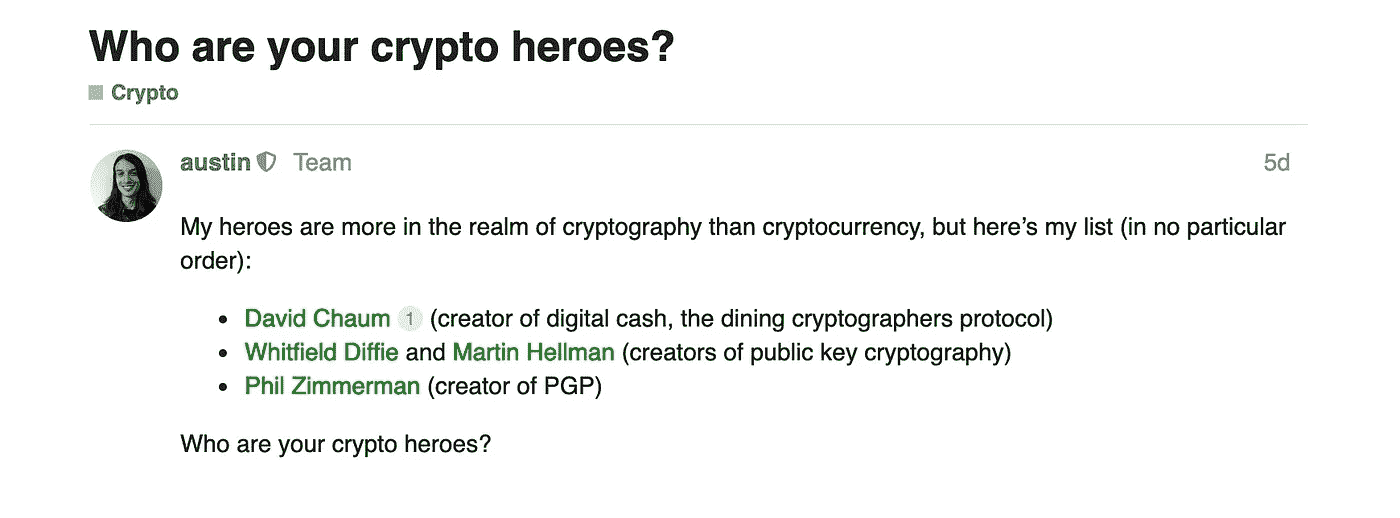 Who are your crypto heroes?
Crypto
austin Team 5d
My heroes are more in the realm of cryptography than cryptocurrency, but here’s my list (in no particular
order):
• David Chaum 1 (creator of digital cash, the dining cryptographers protocol)
• Whitfield Diffie and Martin Hellman (creators of public key cryptography)
• Phil Zimmerman (creator of PGP)
Who are your crypto heroes?